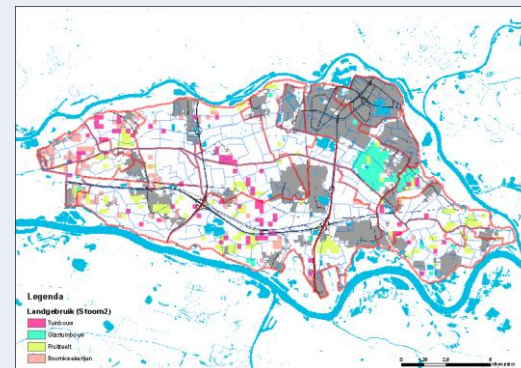 Legenda
Landgebruik (Stoom2)
Tuinbouw
Glastuinbouw
Fruitteelt
Boomkwekerijen